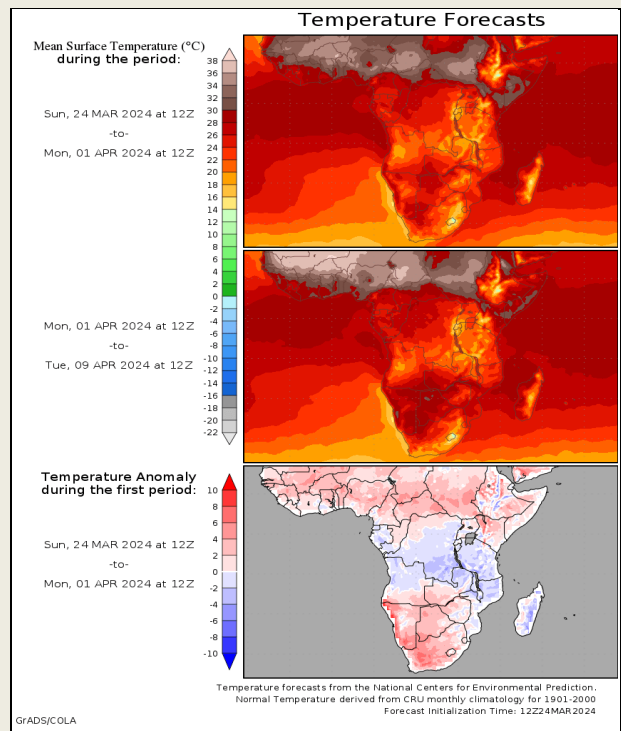 Temperature Forecasts
Mean Surface Temperature (°C)
during the period:
38
36
34
32
30
28
26
24
22
20
18
16
14
12
10
8
6
4
2
0
-2
-4
-6
-8
-10
-12
-14
-16
-18
-20
-22
Sun, 24 MAR 2024 at 12Z
-to-
Mon, 01 APR 2024 at 12Z
Mon, 01 APR 2024 at 12Z
-to-
Tue, 09 APR 2024 at 12Z
Temperature Anomaly
during the first period:
10
8
6
4
2
0
-2
-4
-6
-8
-10
Sun, 24 MAR 2024 at 12Z
-to-
Mon, 01 APR 2024 at 12Z
Temperature forecasts from the National Centers for Environmental Prediction.
Normal Temperature derived from CRU monthly climatology for 1901-2000
Forecast Initialization Time: 12Z24MAR2024
GrADS/COLA